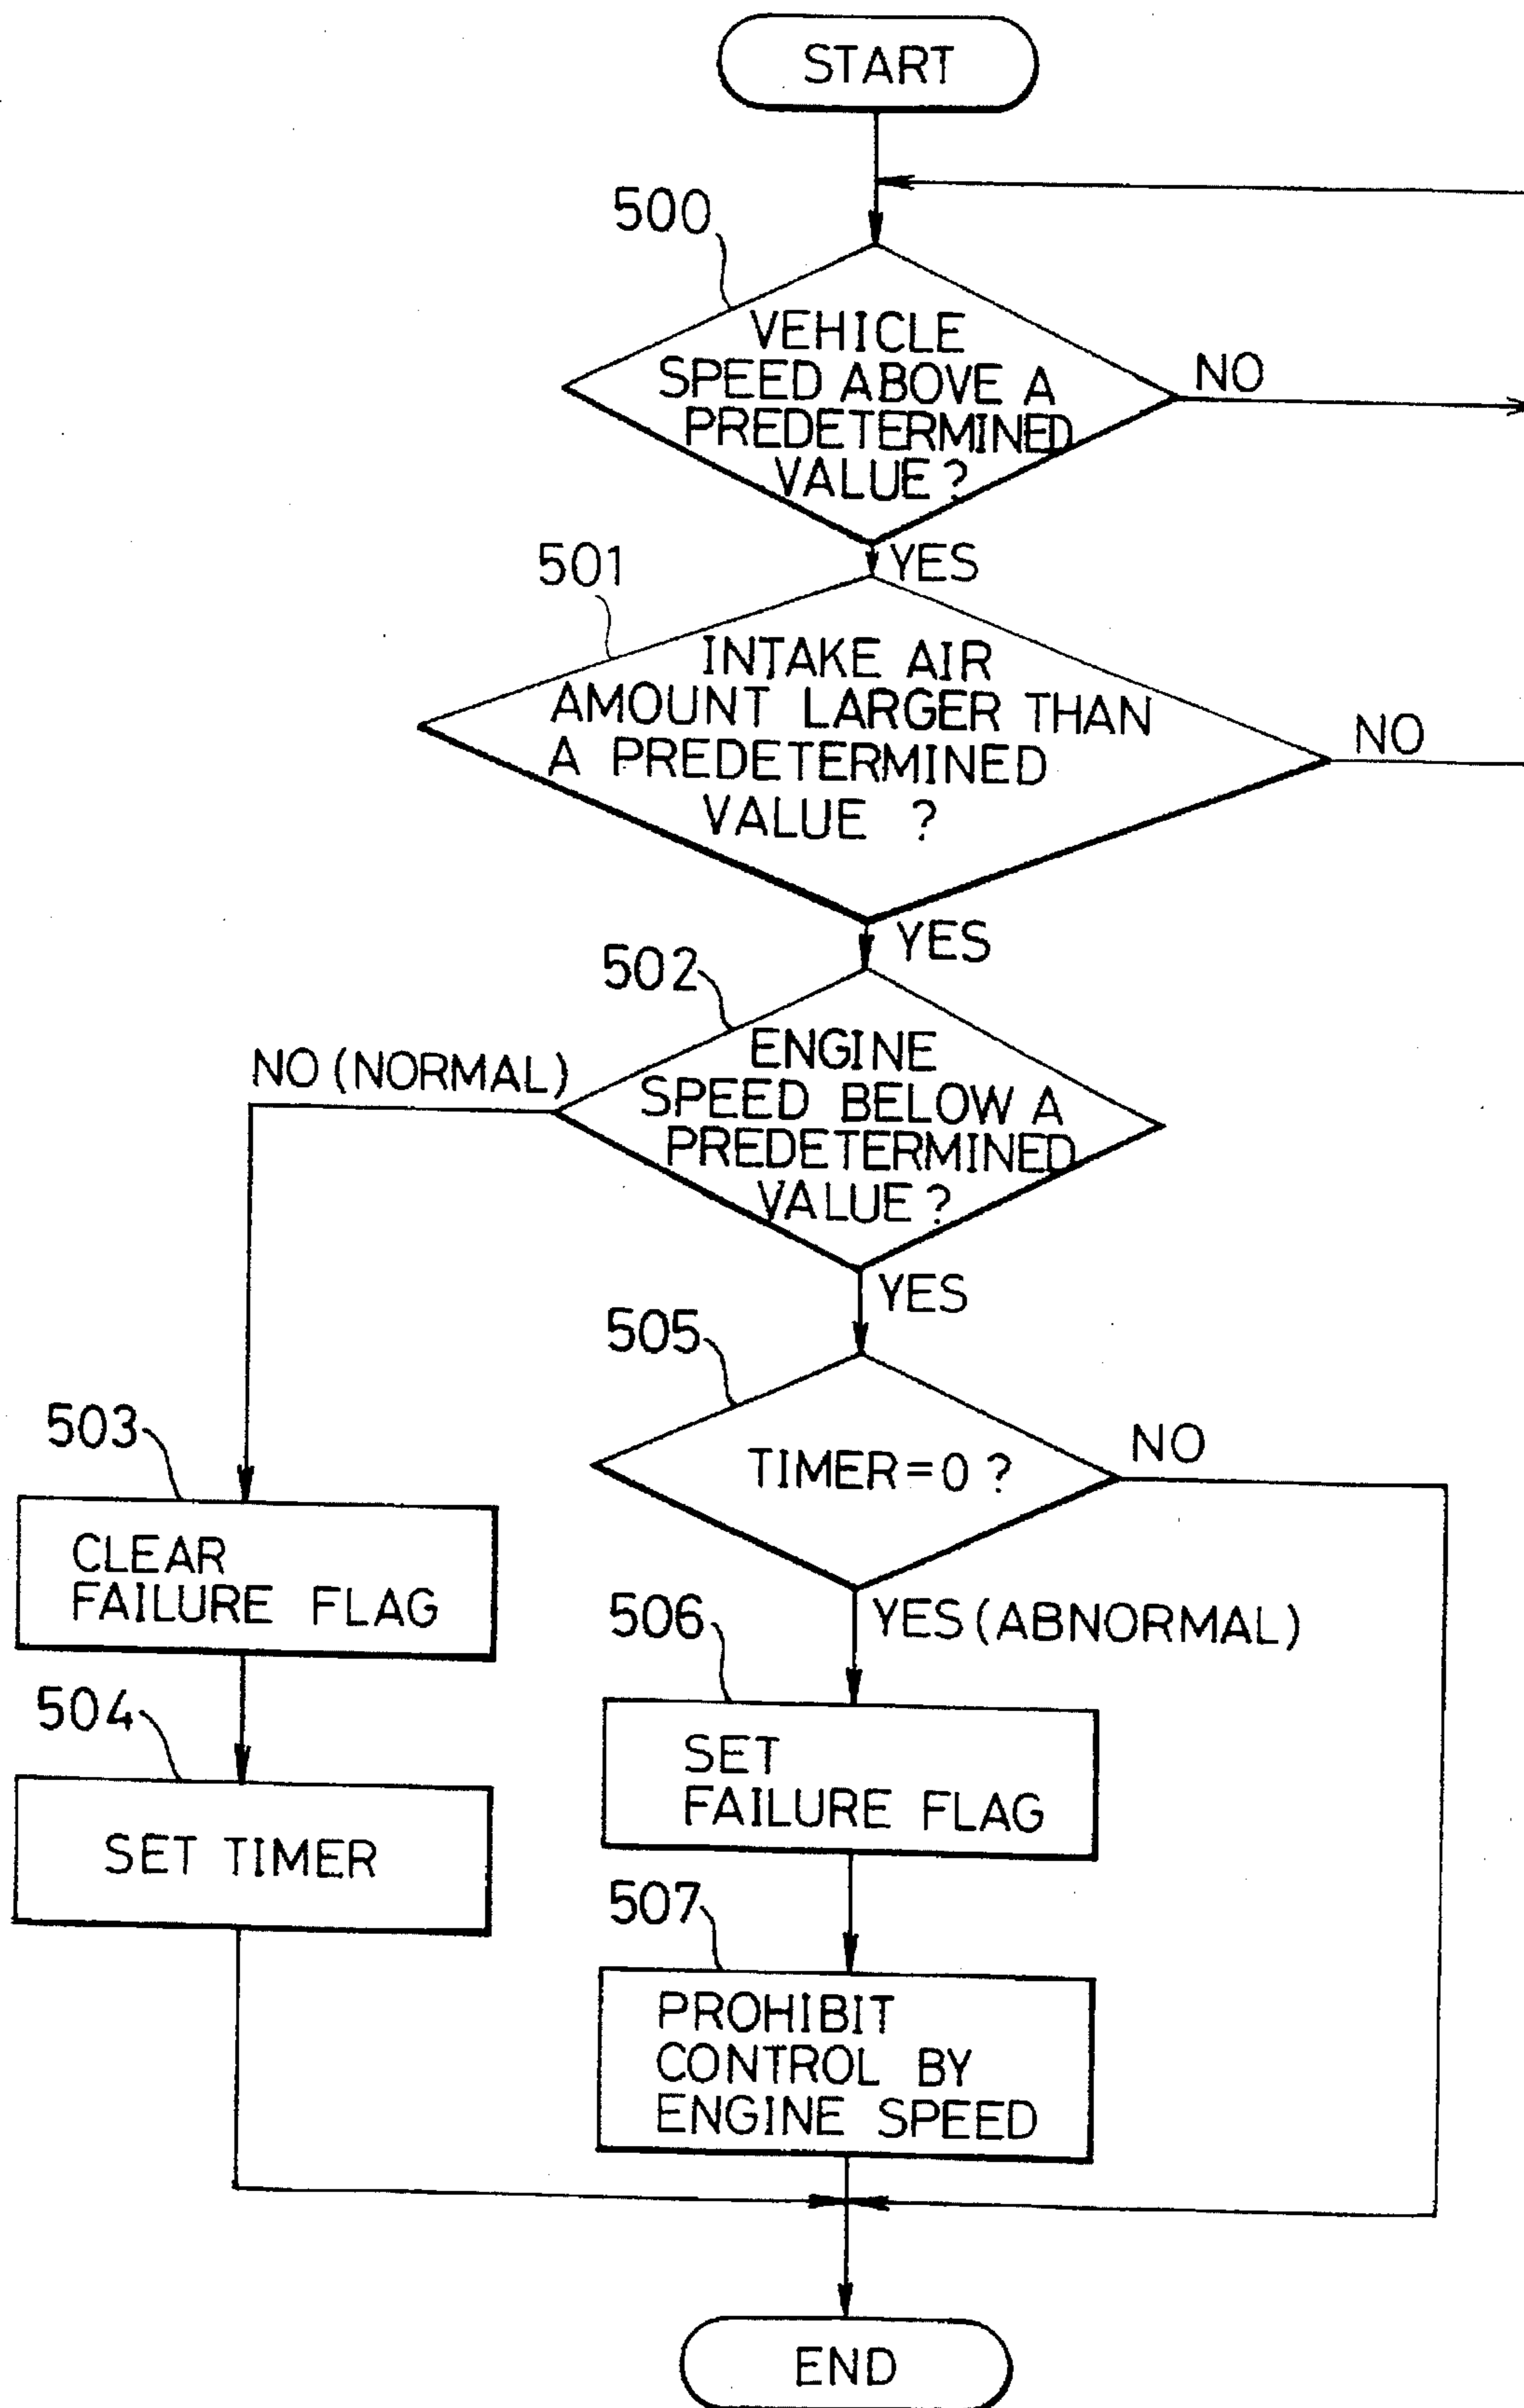 START
500
VEHICLE
SPEED ABOVE A
PREDETERMINED
VALUE?
NO
YES
501
INTAKE AIR
AMOUNT LARGER THAN
A PREDETERMINED
VALUE ?
NO
YES
502
ENGINE
SPEED BELOW A
PREDETERMINED
VALUE?
NO (NORMAL)
YES
505
TIMER=0 ?
NO
YES (ABNORMAL)
503
CLEAR
FAILURE FLAG
504
SET TIMER
506
SET
FAILURE FLAG
507
PROHIBIT
CONTROL BY
ENGINE SPEED
END